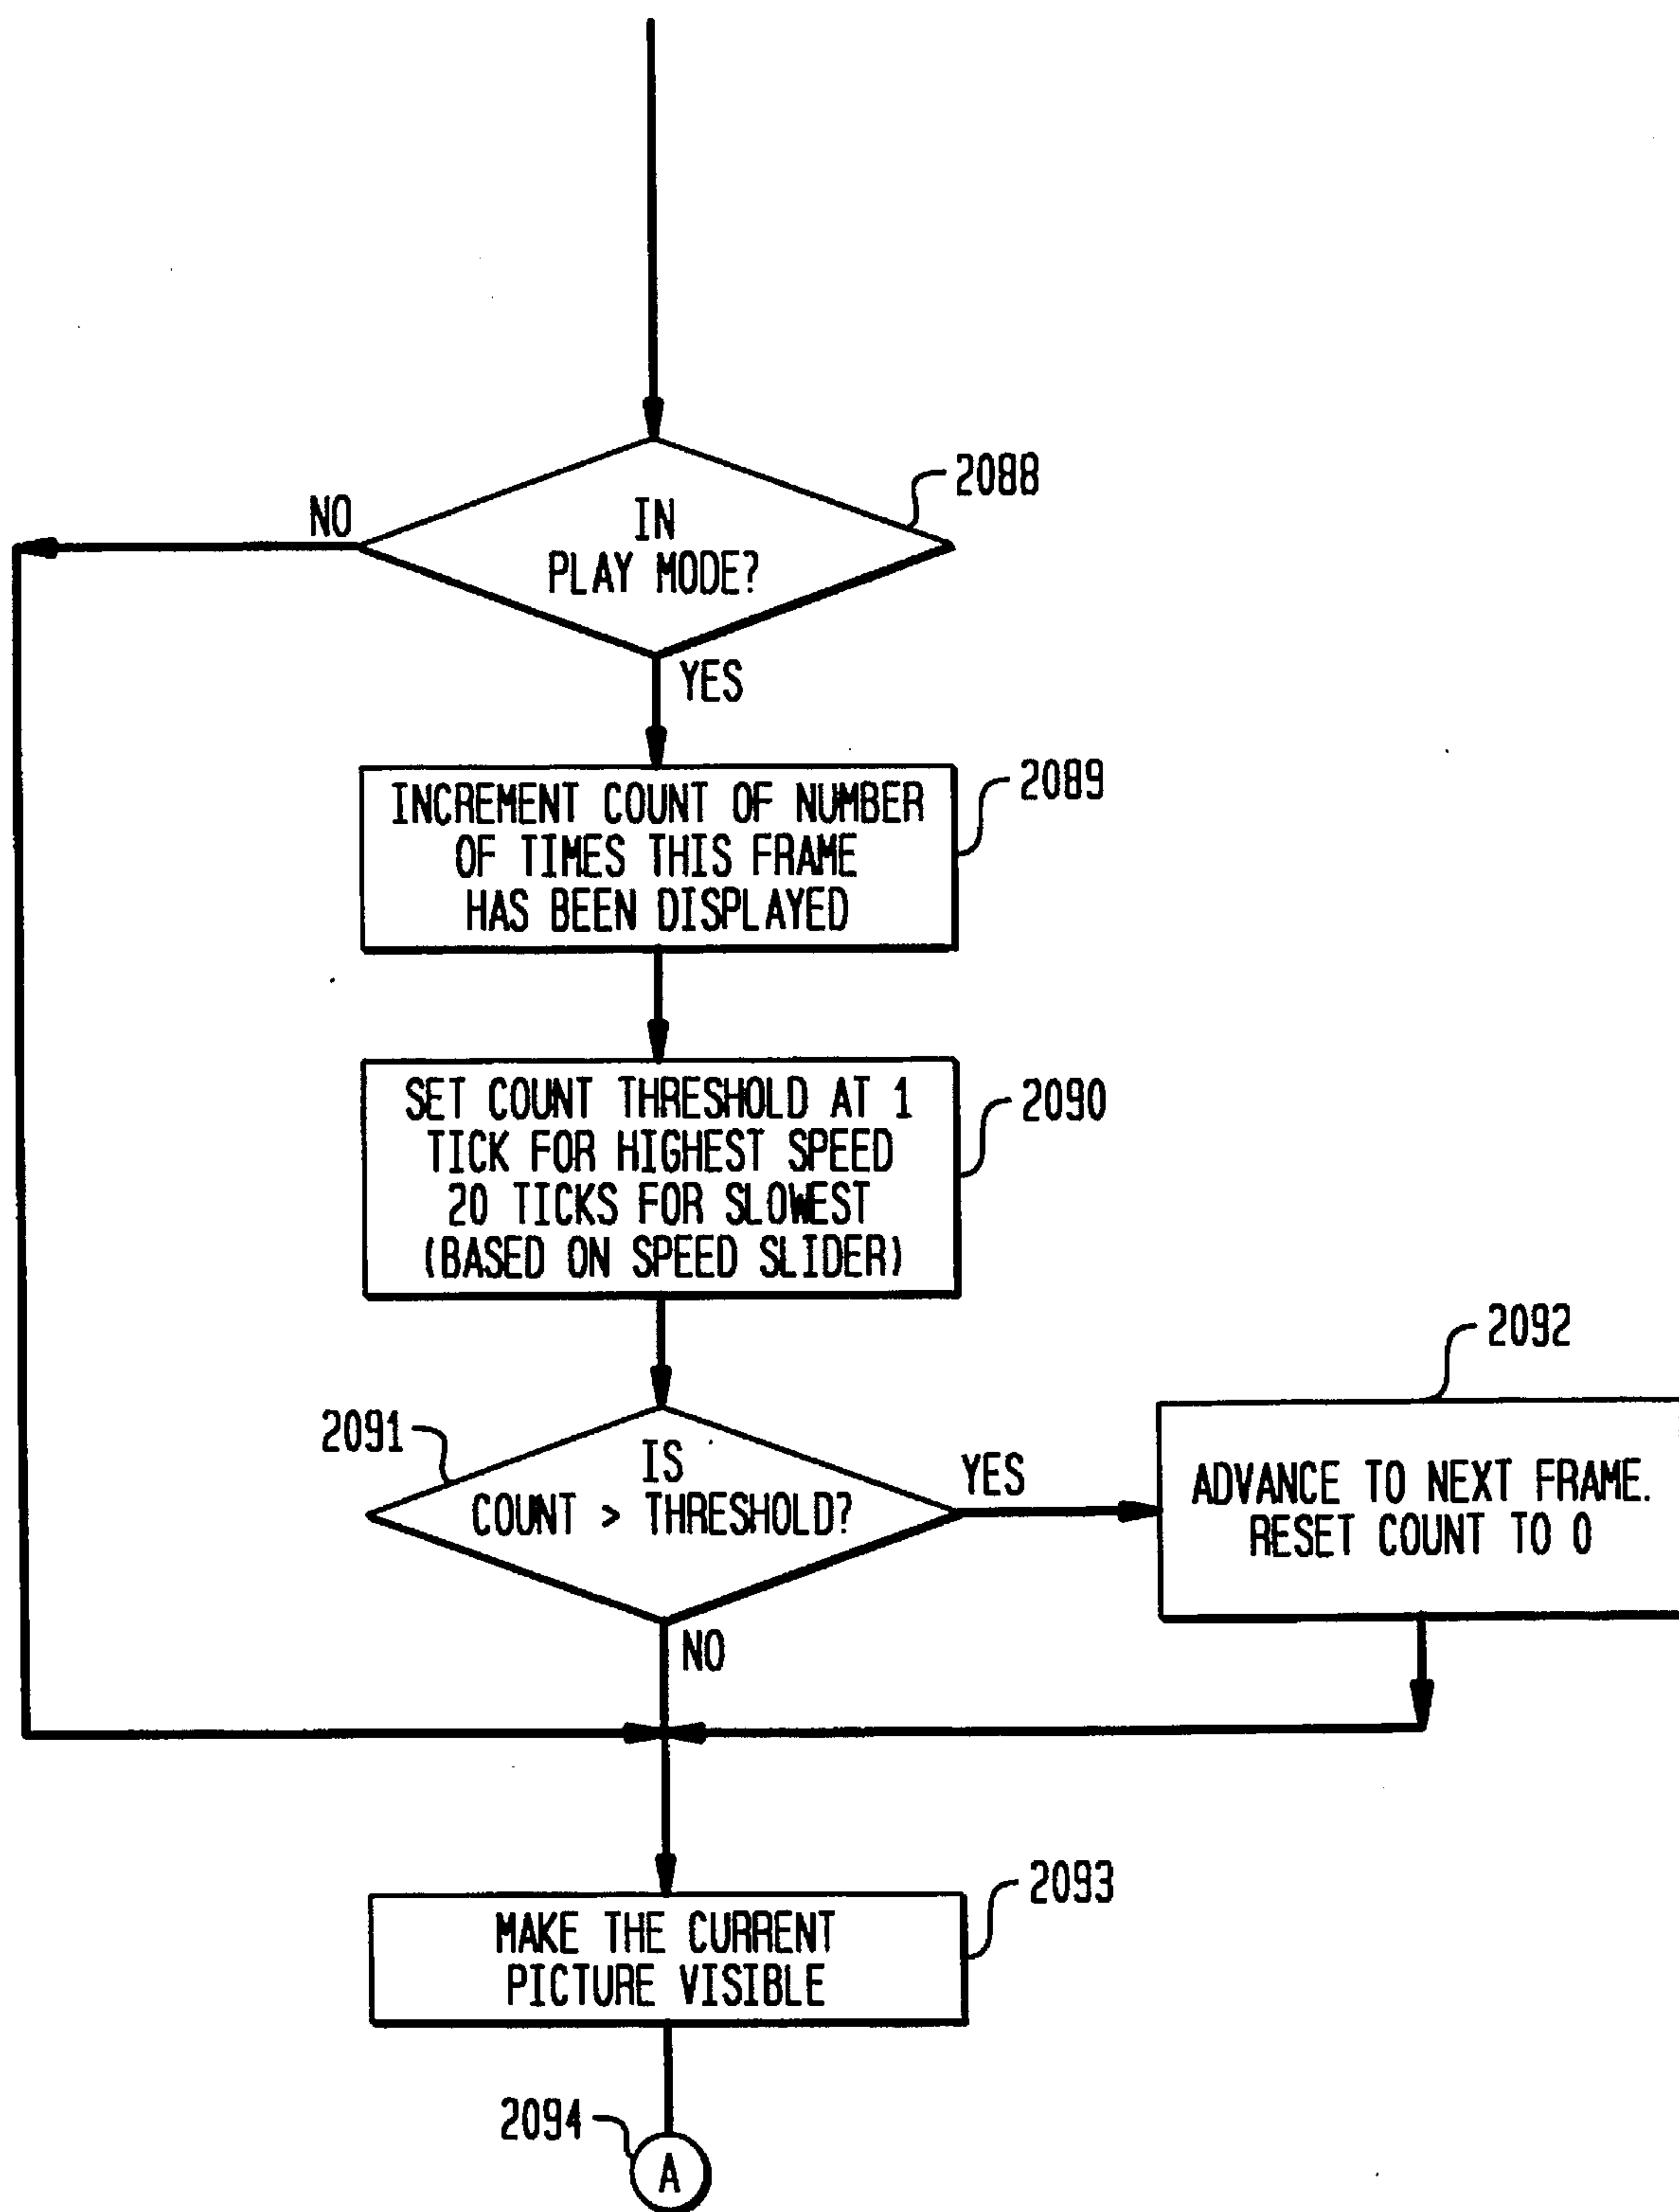 2088
NO
IN
PLAY MODE?
YES
2089
INCREMENT COUNT OF NUMBER
OF TIMES THIS FRAME
HAS BEEN DISPLAYED
2090
SET COUNT THRESHOLD AT 1
TICK FOR HIGHEST SPEED
20 TICKS FOR SLOWEST
(BASED ON SPEED SLIDER)
2091
IS
COUNT > THRESHOLD?
YES
2092
ADVANCE TO NEXT FRAME.
RESET COUNT TO 0
NO
2093
MAKE THE CURRENT
PICTURE VISIBLE
2094
A